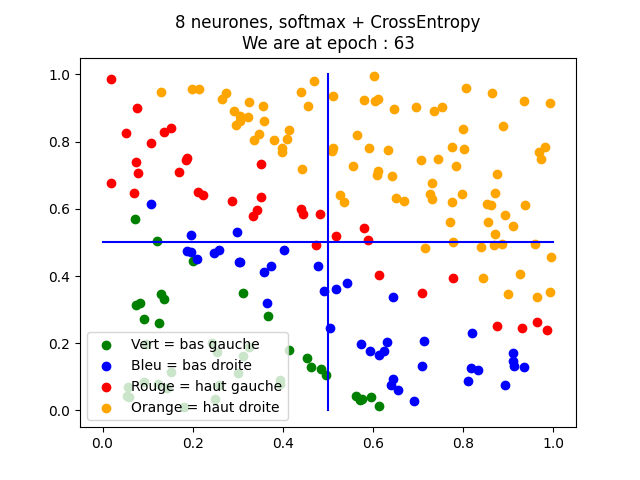 8 neurones, softmax + CrossEntropy
We are at epoch : 63
1.0
0.8
0.6
0.4
0.2
0.0
Vert = bas gauche
Bleu = bas droite
Rouge = haut gauche
Orange = haut droite
0.0 0.2 0.4 0.6 0.8 1.0